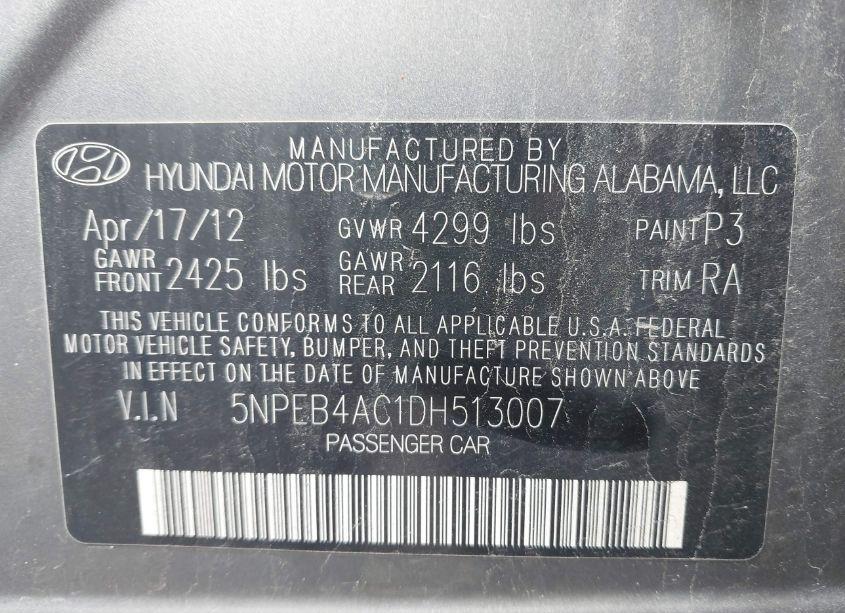 MANUFACTURED BY
HYUNDAI MOTOR MANUFACTURING ALABAMA, LLC
Apr/17/12 GVWR 4299 lbs PAINT P3
GAWR FRONT 2425 lbs GAWR REAR 2116 lbs TRIM RA
THIS VEHICLE CONFORMS TO ALL APPLICABLE U.S.A. FEDERAL
MOTOR VEHICLE SAFETY, BUMPER, AND THEFT PREVENTION STANDARDS
IN EFFECT ON THE DATE OF MANUFACTURE SHOWN ABOVE
V.I.N 5NPEB4AC1DH513007
PASSENGER CAR